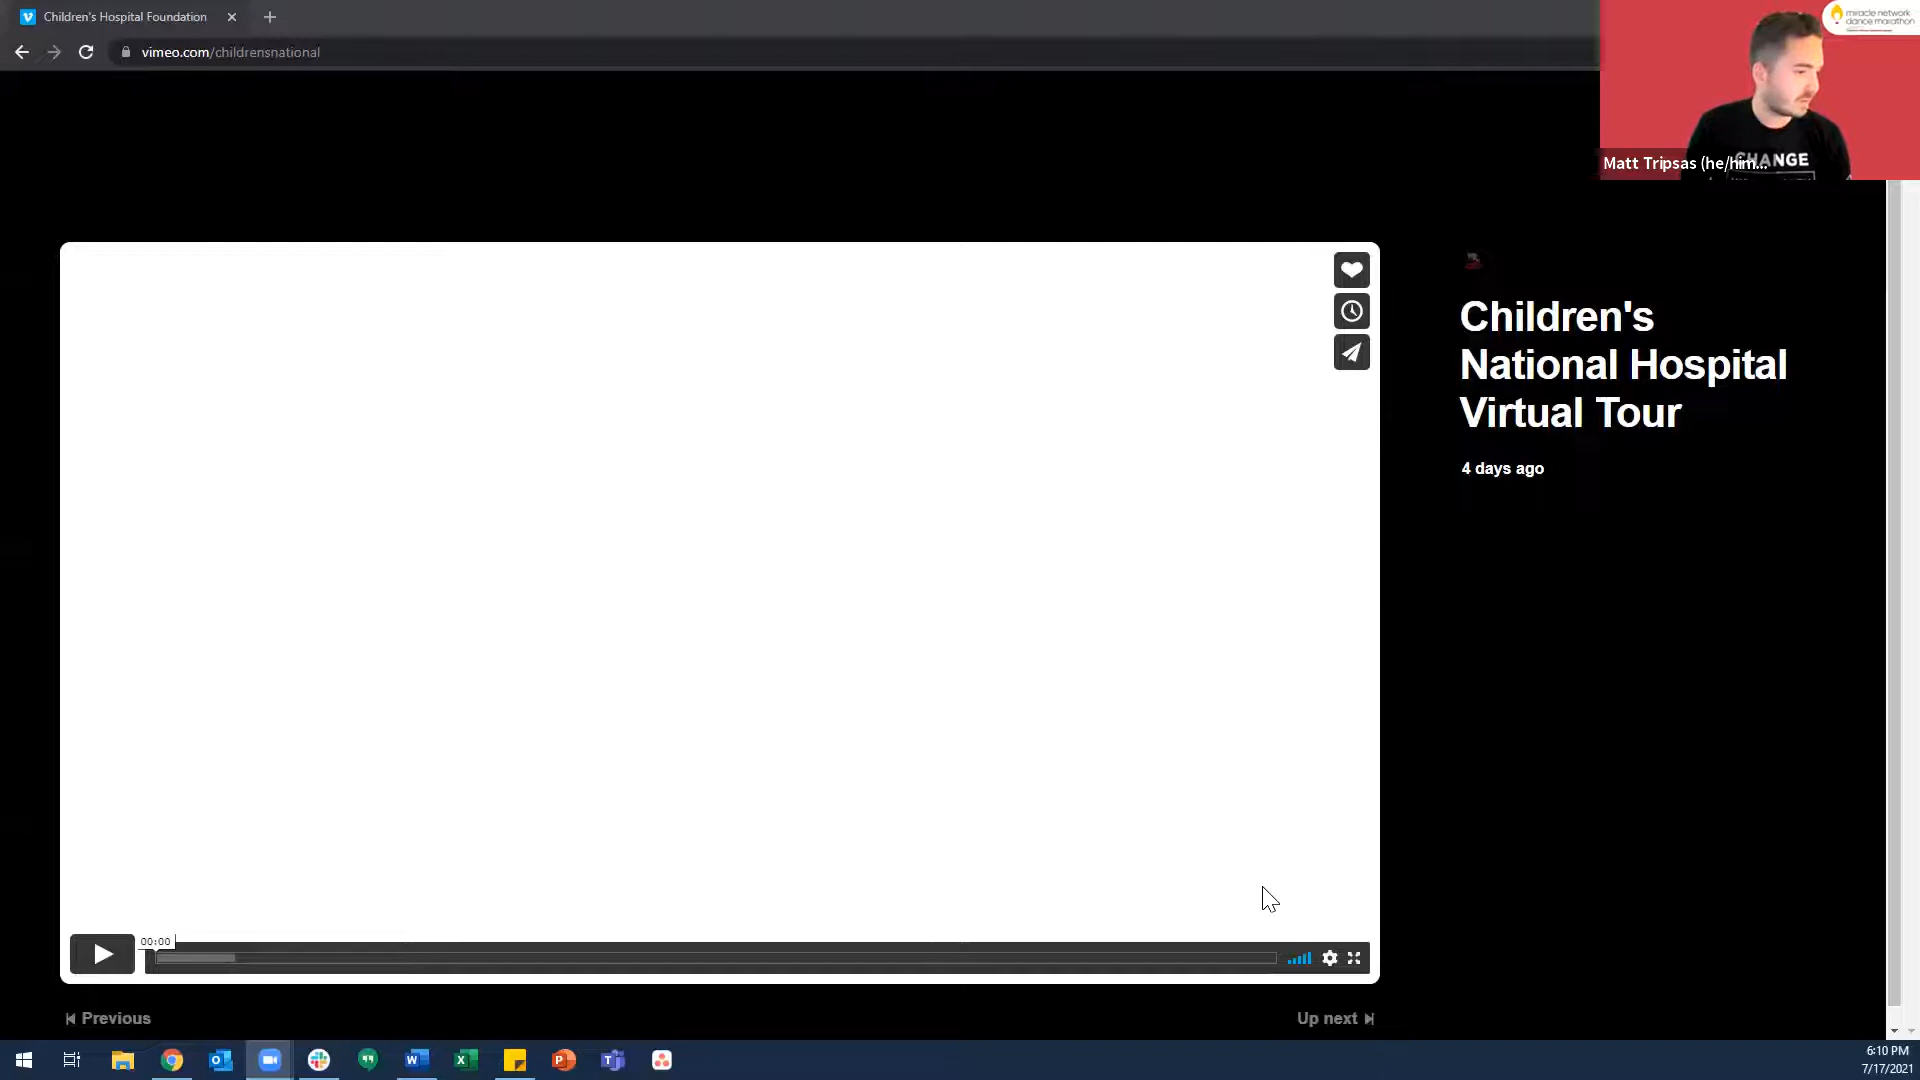 Children's Hospital Foundation
vimeo.com/childrensnational
miracle network
dance marathon
CHANGE
Matt Tripsas (he/him...
Children's
National Hospital
Virtual Tour
4 days ago
00:00
Previous
Up next
6:10 PM
7/17/2021